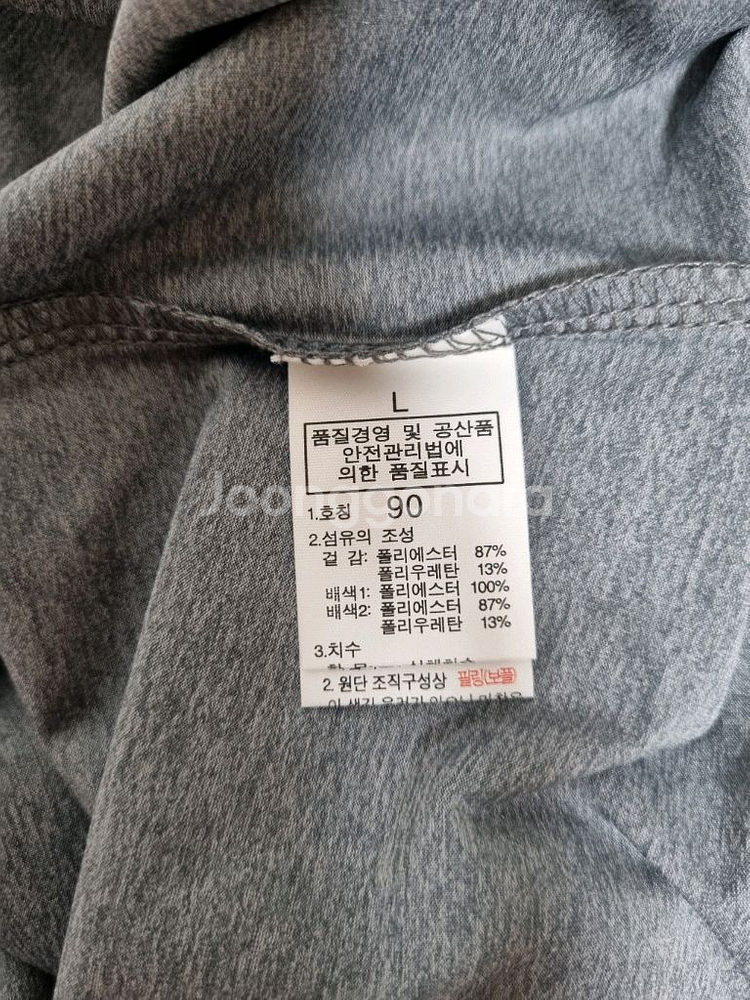 L
품질경영 및 공산품
안전관리법에
의한 품질표시
Joonggonara
1.호칭 90
2.섬유의 조성
겉 감: 폴리에스터 87%
폴리우레탄 13%
배색1: 폴리에스터 100%
배색2: 폴리에스터 87%
폴리우레탄 13%
3.치수
2. 원단 조직구성상 필링(보풀)